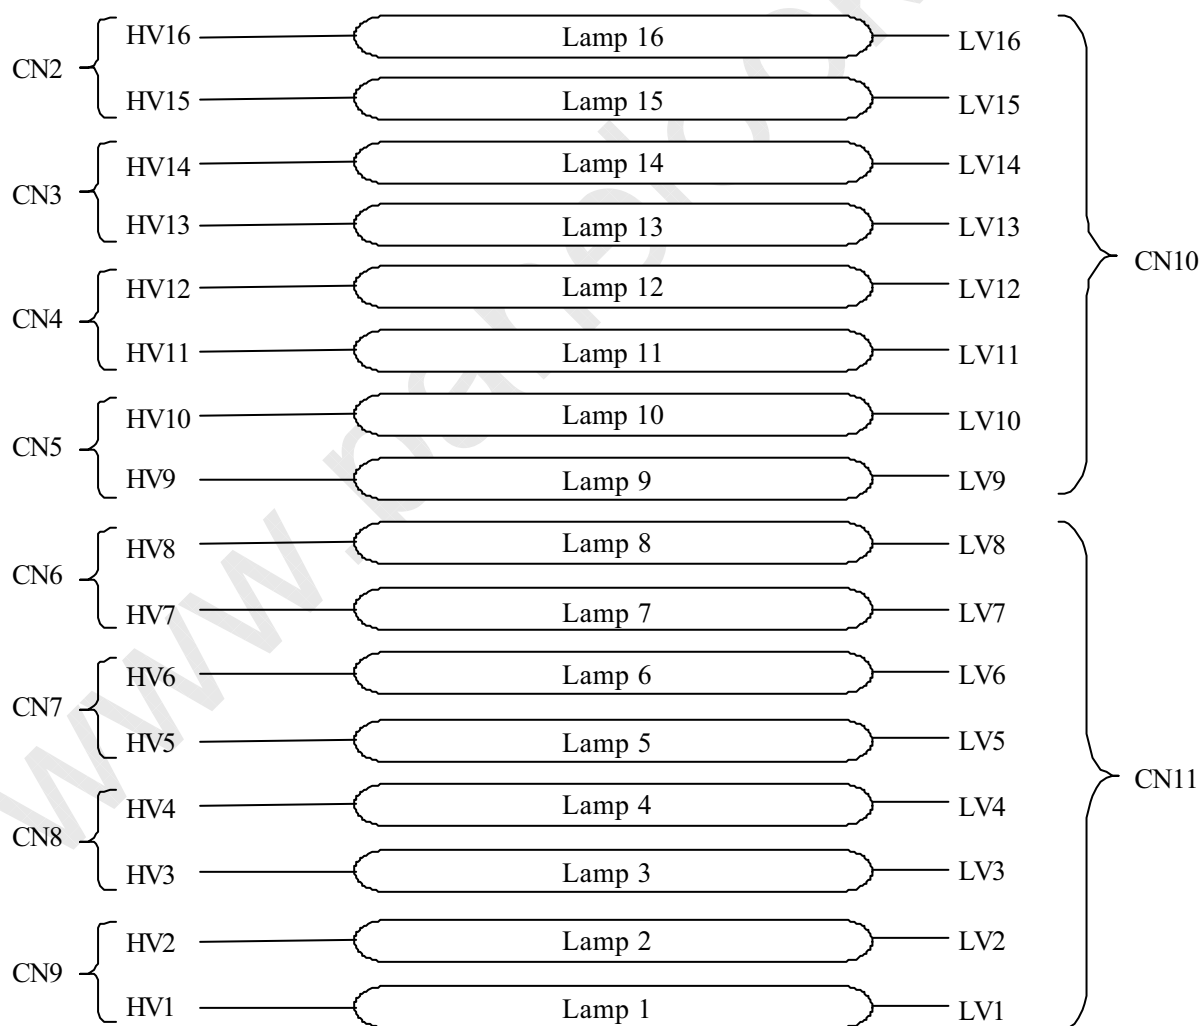 HV16 Lamp 16 LV16
CN2
HV15 Lamp 15 LV15
HV14 Lamp 14 LV14
CN3
HV13 Lamp 13 LV13
CN10
HV12 Lamp 12 LV12
CN4
HV11 Lamp 11 LV11
HV10 Lamp 10 LV10
CN5
HV9 Lamp 9 LV9
HV8 Lamp 8 LV8
CN6
HV7 Lamp 7 LV7
HV6 Lamp 6 LV6
CN7
HV5 Lamp 5 LV5
CN11
HV4 Lamp 4 LV4
CN8
HV3 Lamp 3 LV3
HV2 Lamp 2 LV2
CN9
HV1 Lamp 1 LV1